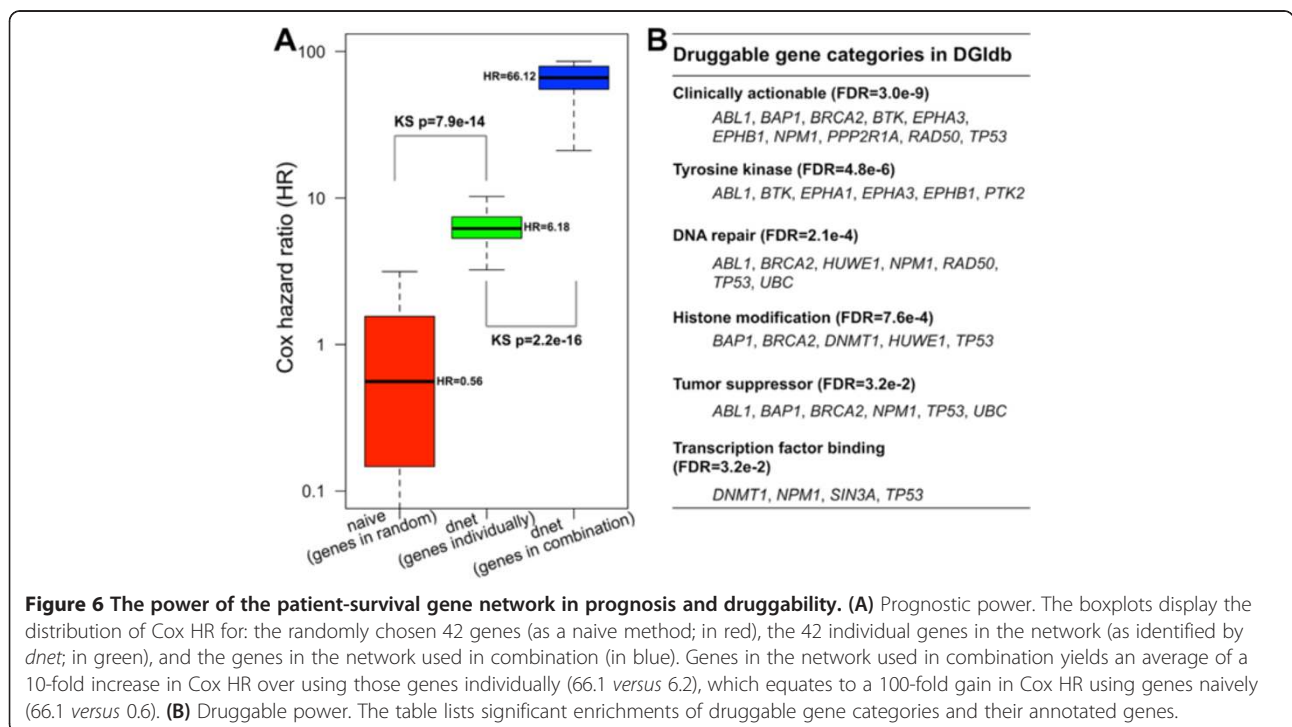 A
Cox hazard ratio (HR)
100
10
1
0.1
HR=66.12
KS p=7.9e-14
HR=6.18
KS p=2.2e-16
HR=0.56
naive
(genes in random)
dnet
(genes individually)
dnet
(genes in combination)
B
Druggable gene categories in DGIdb
Clinically actionable (FDR=3.0e-9)
ABL1, BAP1, BRCA2, BTK, EPHA3,
EPHB1, NPM1, PPP2R1A, RAD50, TP53
Tyrosine kinase (FDR=4.8e-6)
ABL1, BTK, EPHA1, EPHA3, EPHB1, PTK2
DNA repair (FDR=2.1e-4)
ABL1, BRCA2, HUWE1, NPM1, RAD50,
TP53, UBC
Histone modification (FDR=7.6e-4)
BAP1, BRCA2, DNMT1, HUWE1, TP53
Tumor suppressor (FDR=3.2e-2)
ABL1, BAP1, BRCA2, NPM1, TP53, UBC
Transcription factor binding
(FDR=3.2e-2)
DNMT1, NPM1, SIN3A, TP53
Figure 6 The power of the patient-survival gene network in prognosis and druggability. (A) Prognostic power. The boxplots display the
distribution of Cox HR for: the randomly chosen 42 genes (as a naive method; in red), the 42 individual genes in the network (as identified by
dnet; in green), and the genes in the network used in combination (in blue). Genes in the network used in combination yields an average of a
10-fold increase in Cox HR over using those genes individually (66.1 versus 6.2), which equates to a 100-fold gain in Cox HR using genes naively
(66.1 versus 0.6). (B) Druggable power. The table lists significant enrichments of druggable gene categories and their annotated genes.